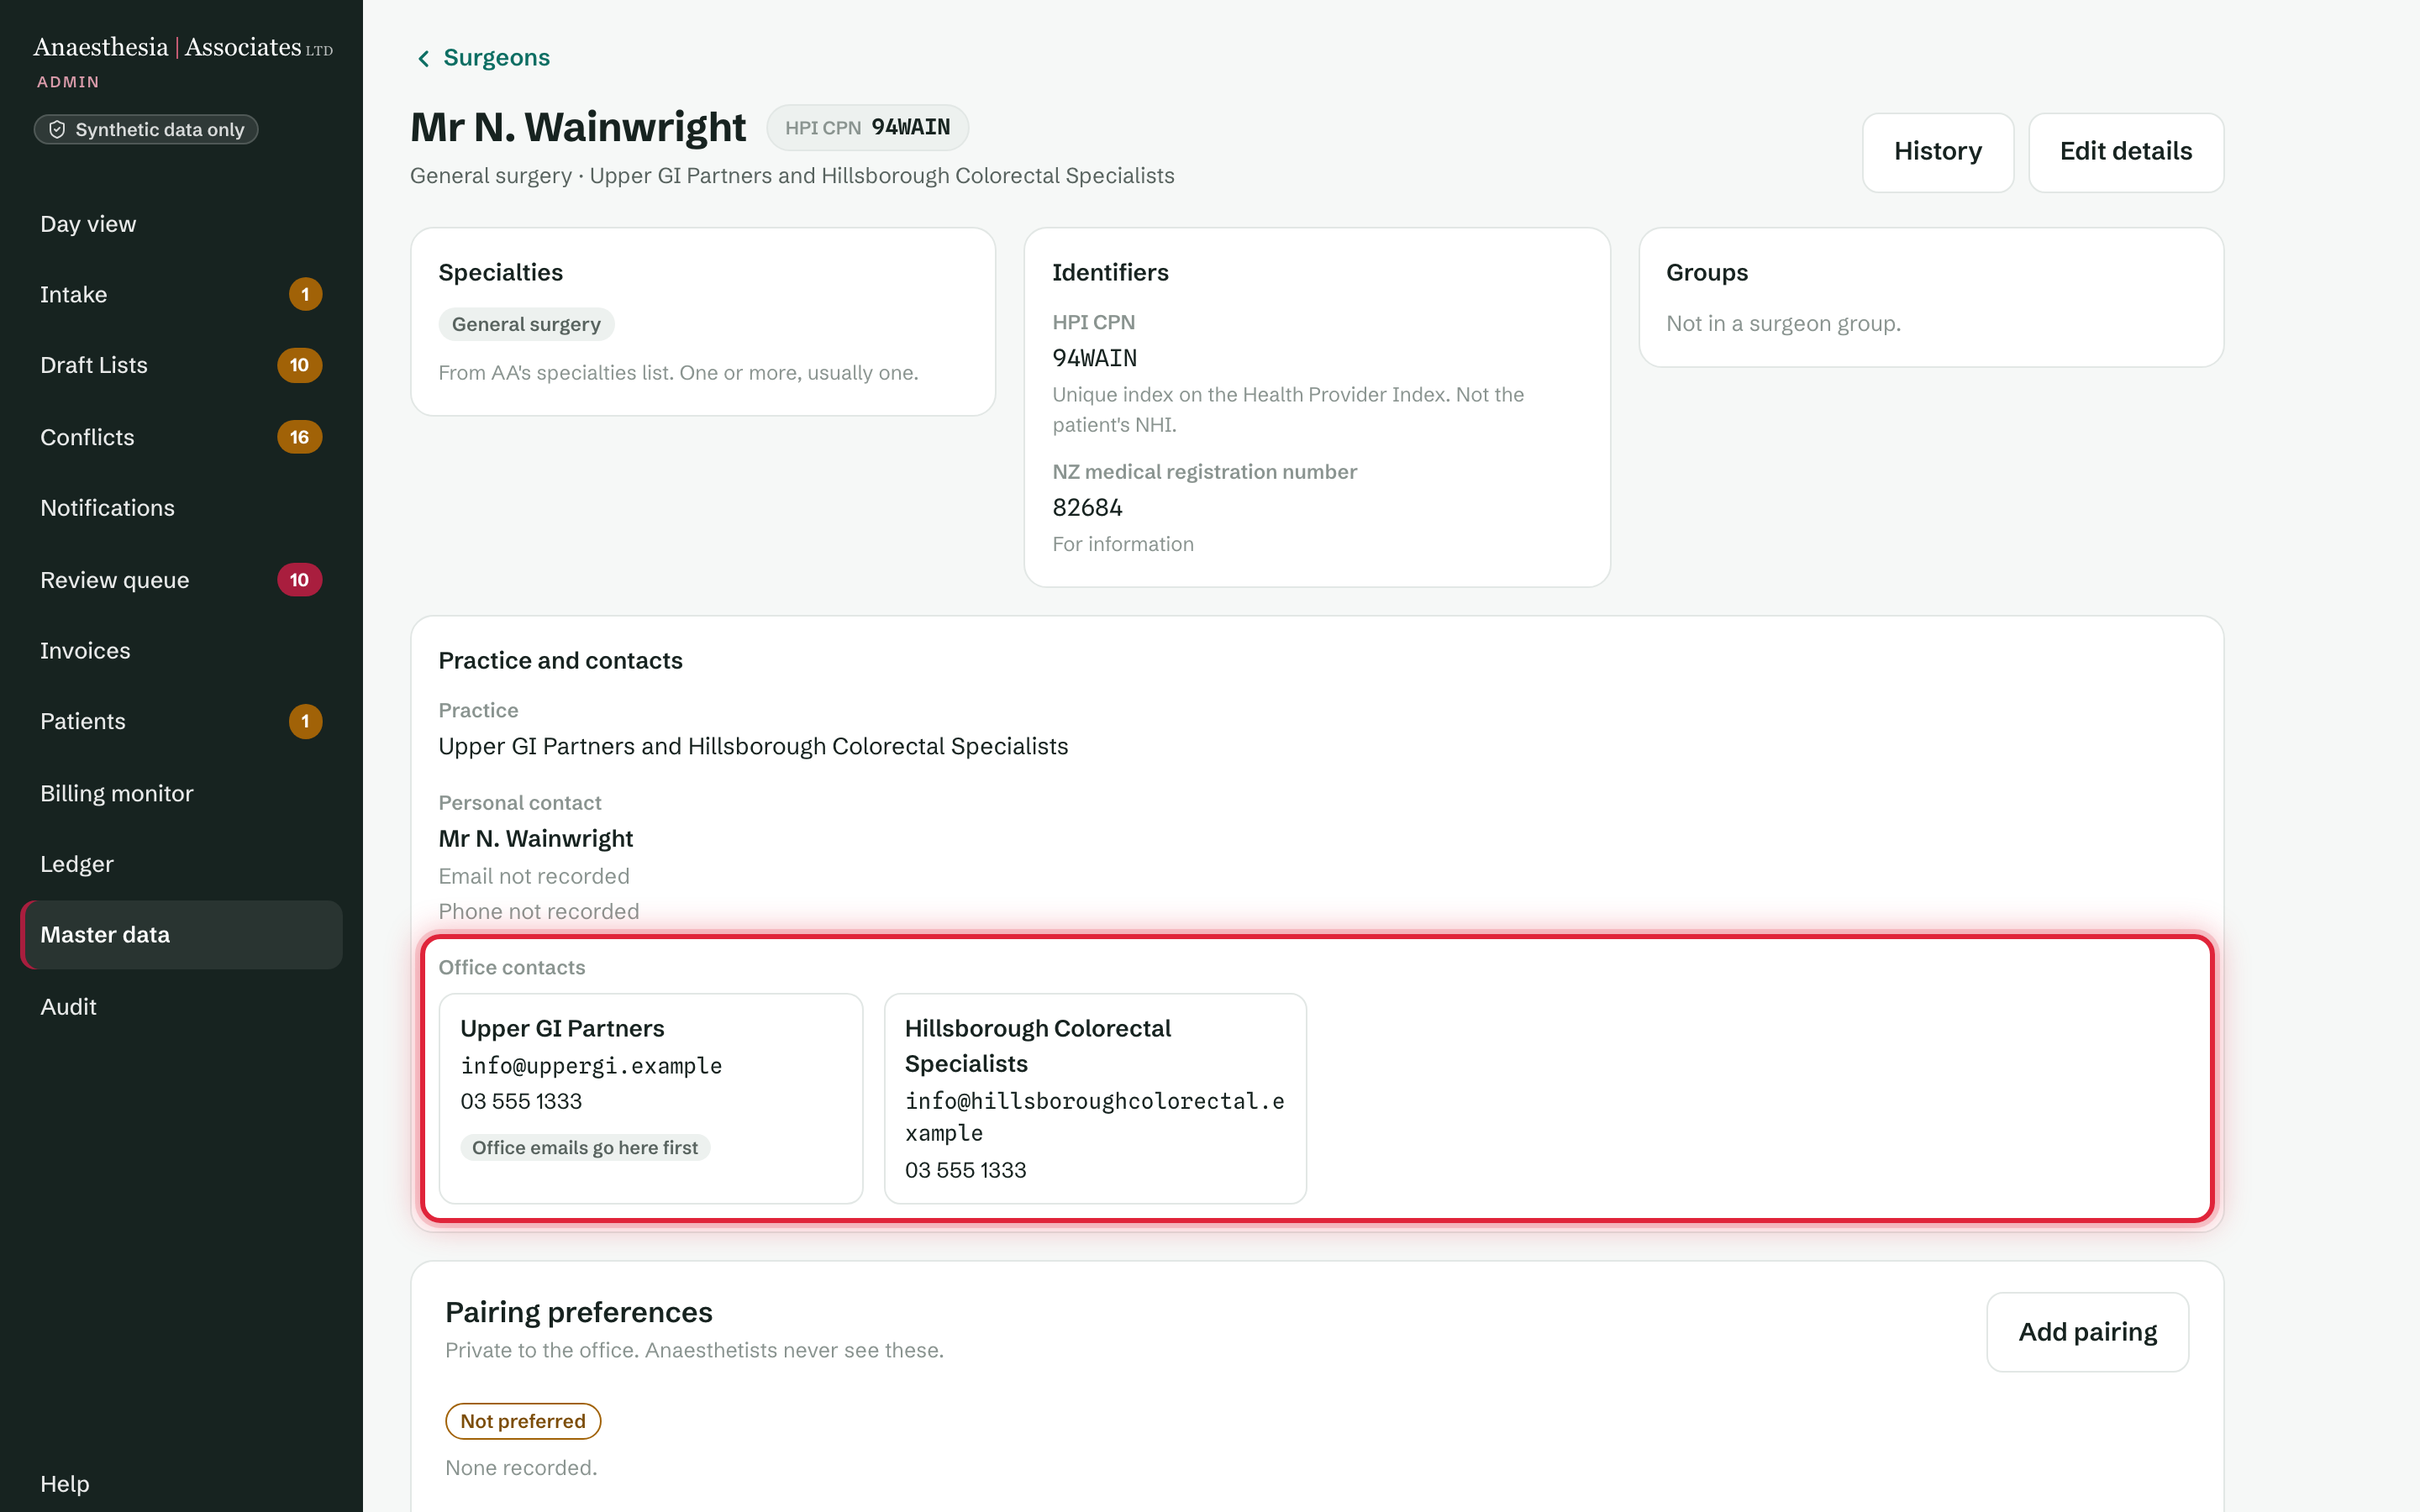 Anaesthesia | Associates LTD
ADMIN
Synthetic data only
Day view
Intake 1
Draft Lists 10
Conflicts 16
Notifications
Review queue 10
Invoices
Patients 1
Billing monitor
Ledger
Master data
Audit
Help
Surgeons
Mr N. Wainwright HPI CPN 94WAIN
General surgery · Upper GI Partners and Hillsborough Colorectal Specialists
History
Edit details
Specialties
General surgery
From AA's specialties list. One or more, usually one.
Identifiers
HPI CPN
94WAIN
Unique index on the Health Provider Index. Not the
patient's NHI.
NZ medical registration number
82684
For information
Groups
Not in a surgeon group.
Practice and contacts
Practice
Upper GI Partners and Hillsborough Colorectal Specialists
Personal contact
Mr N. Wainwright
Email not recorded
Phone not recorded
Office contacts
Upper GI Partners
info@uppergi.example
03 555 1333
Office emails go here first
Hillsborough Colorectal
Specialists
info@hillsboroughcolorectal.e
xample
03 555 1333
Pairing preferences
Private to the office. Anaesthetists never see these.
Add pairing
Not preferred
None recorded.